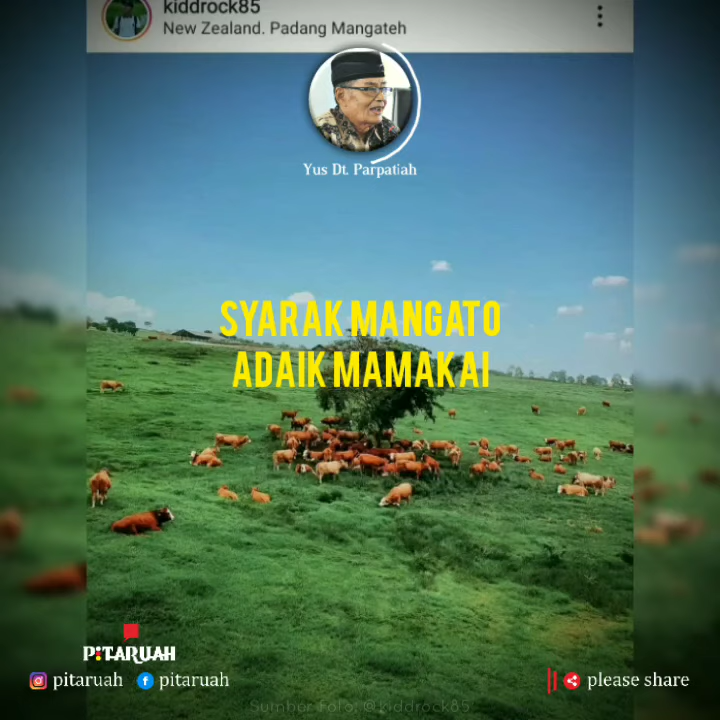 kiddrock85
New Zealand. Padang Mangateh
Yus Dt. Parpatiah
SYARAK MANGATO
ADAIK MAMAKAI
PITARUAH
pitaruah pitaruah
please share
Sumber Foto: @kiddrock85